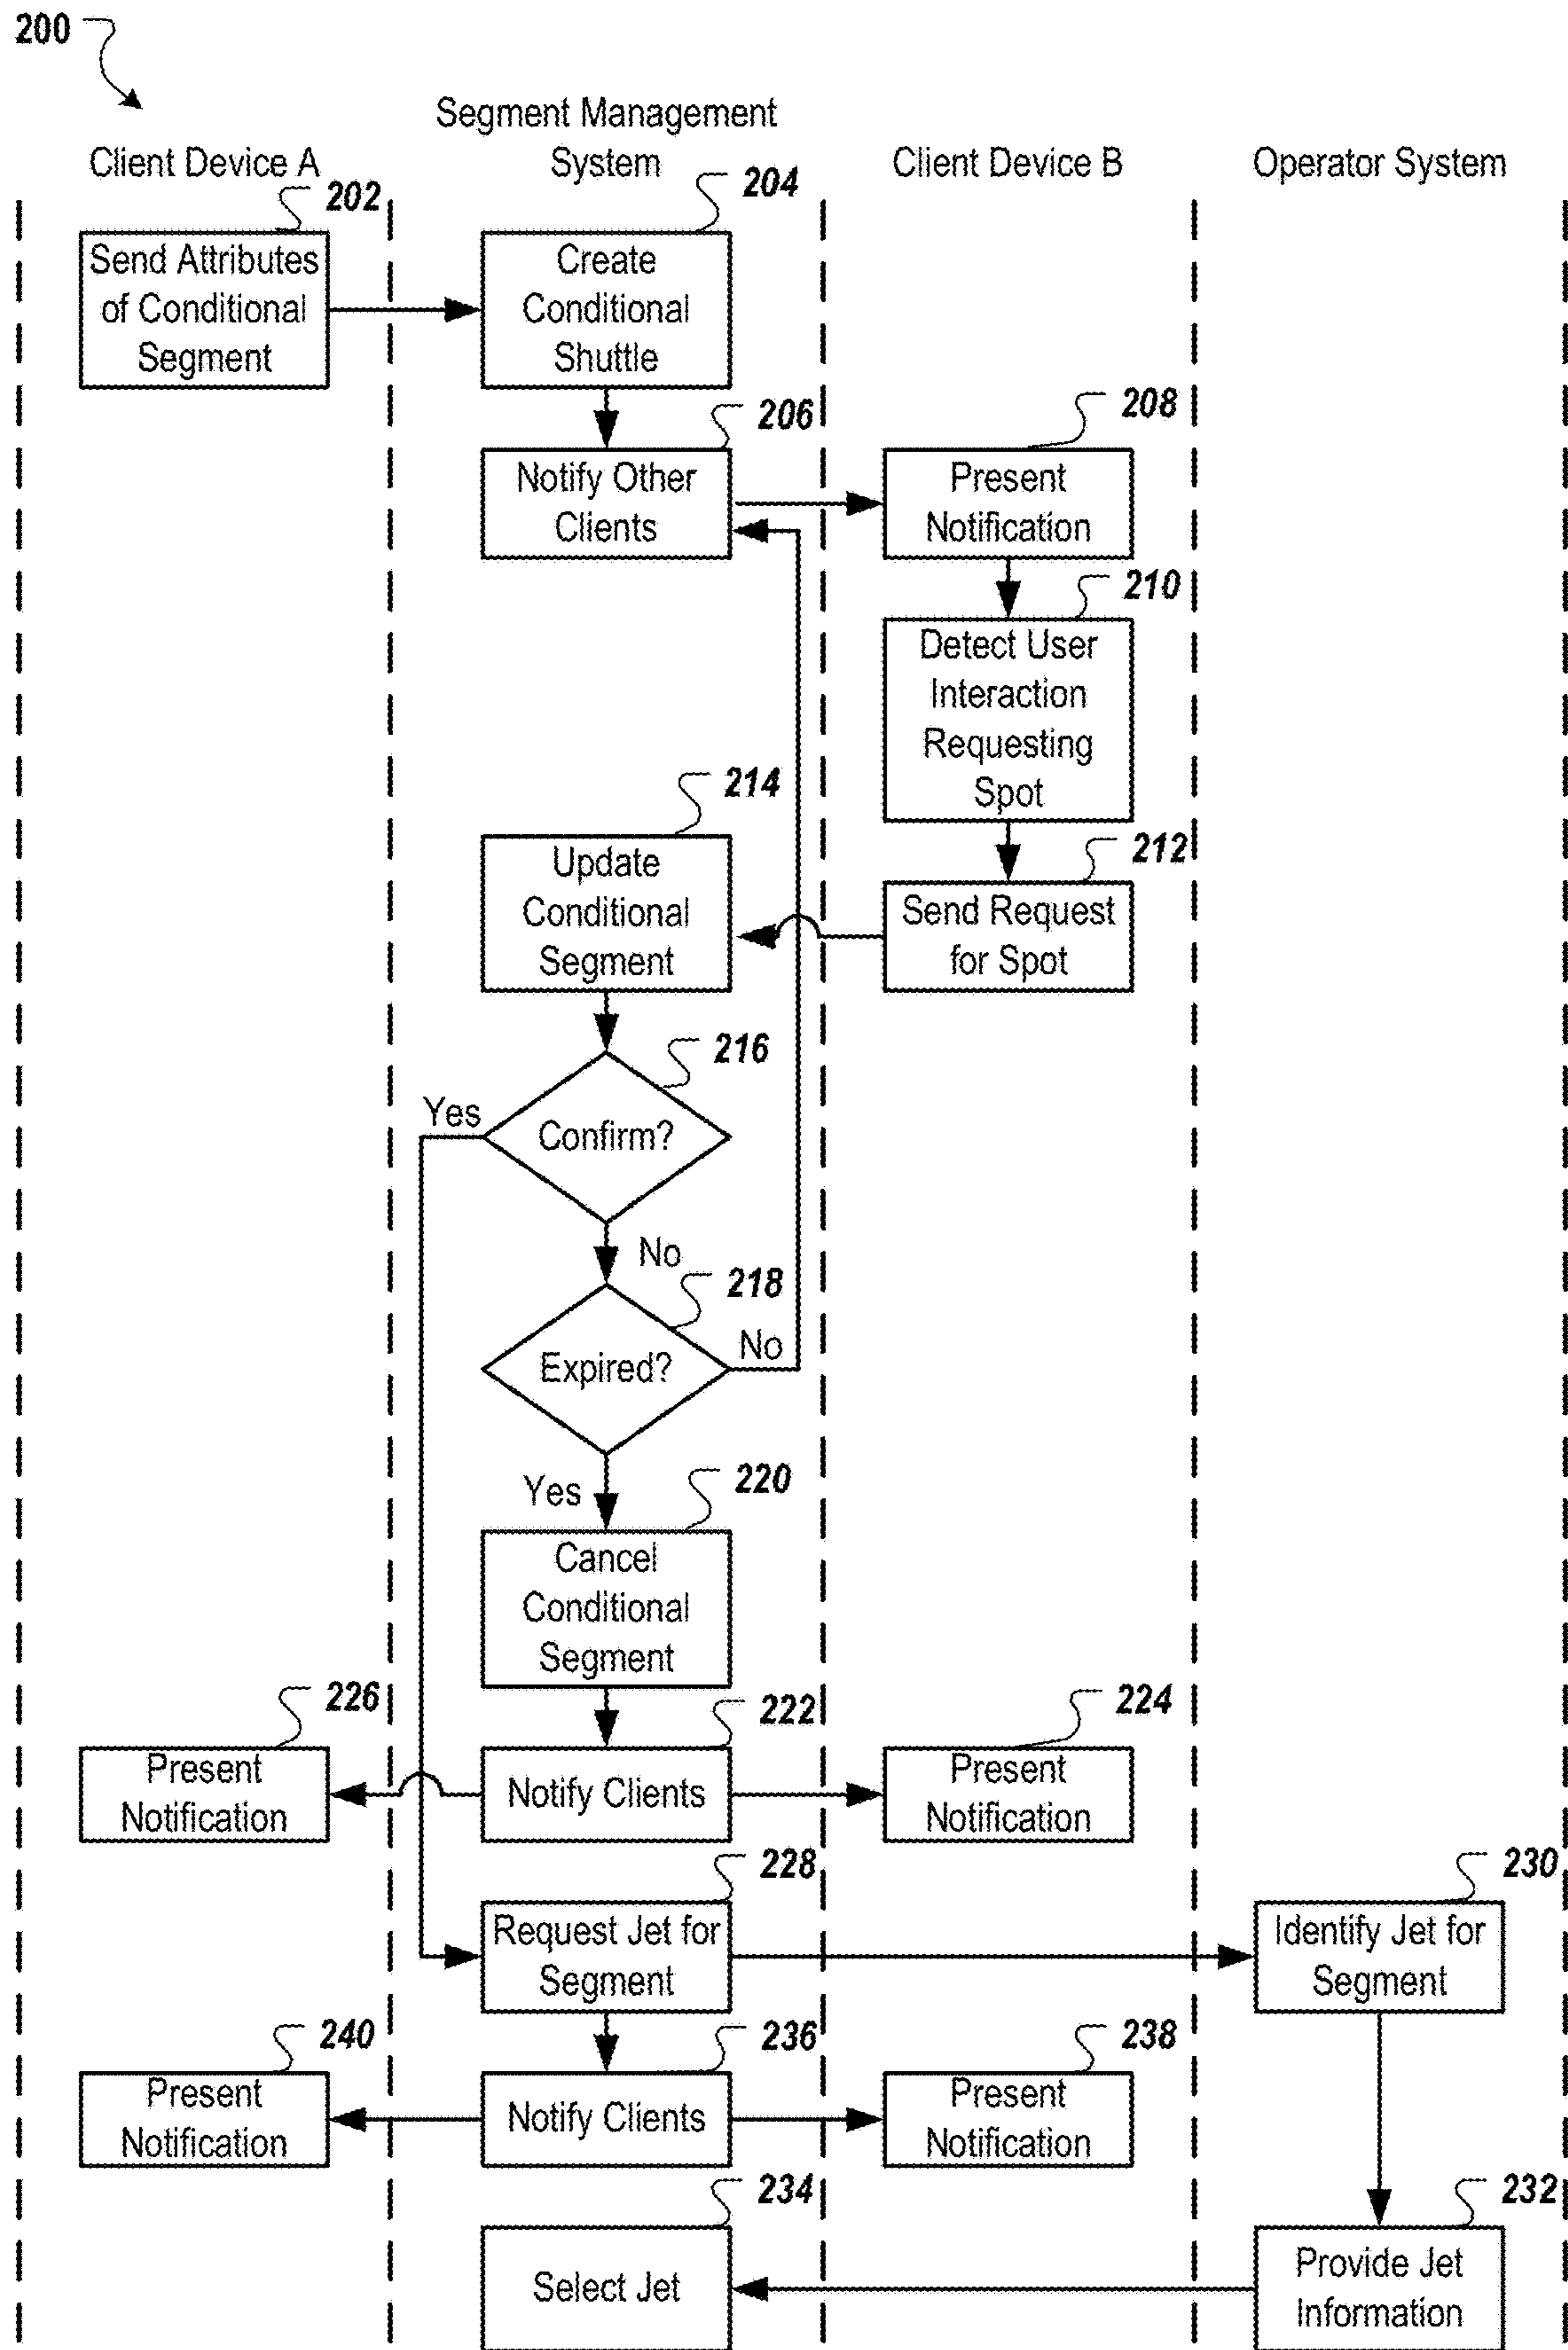 200
Segment Management
System
Client Device A
Client Device B
Operator System
202
Send Attributes
of Conditional
Segment
204
Create
Conditional
Shuttle
206
Notify Other
Clients
208
Present
Notification
210
Detect User
Interaction
Requesting
Spot
212
Send Request
for Spot
214
Update
Conditional
Segment
216
Confirm?
Yes
No
218
Expired?
No
Yes
220
Cancel
Conditional
Segment
226
Present
Notification
222
Notify Clients
224
Present
Notification
228
Request Jet for
Segment
230
Identify Jet for
Segment
240
Present
Notification
236
Notify Clients
238
Present
Notification
234
Select Jet
232
Provide Jet
Information